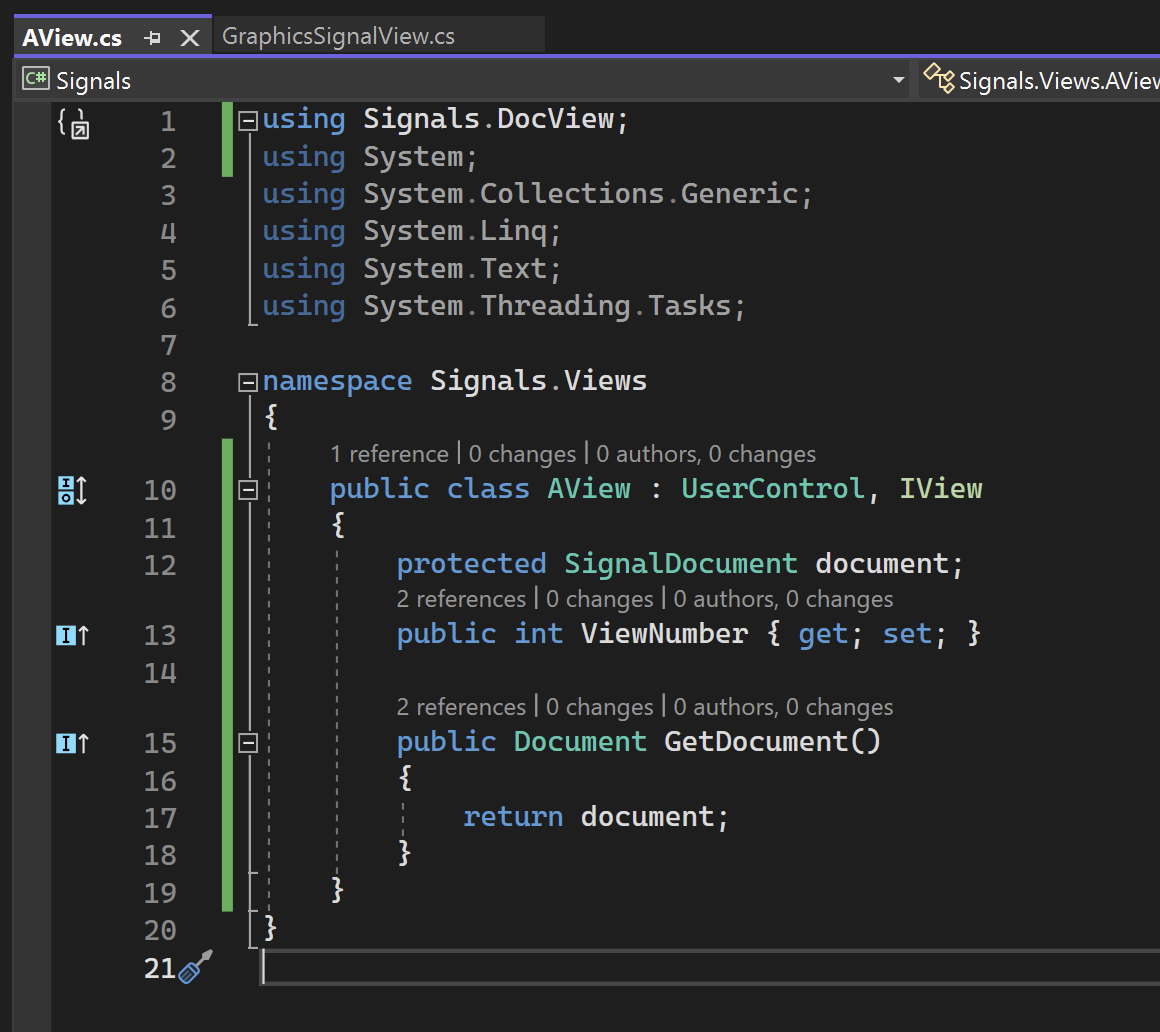 AView.cs GraphicsSignalView.cs
C# Signals Signals.Views.AView
1 using Signals.DocView;
2 using System;
3 using System.Collections.Generic;
4 using System.Linq;
5 using System.Text;
6 using System.Threading.Tasks;
7
8 namespace Signals.Views
9 {
1 reference | 0 changes | 0 authors, 0 changes
10 public class AView : UserControl, IView
11 {
12 protected SignalDocument document;
2 references | 0 changes | 0 authors, 0 changes
13 public int ViewNumber { get; set; }
14
2 references | 0 changes | 0 authors, 0 changes
15 public Document GetDocument()
16 {
17 return document;
18 }
19 }
20 }
21